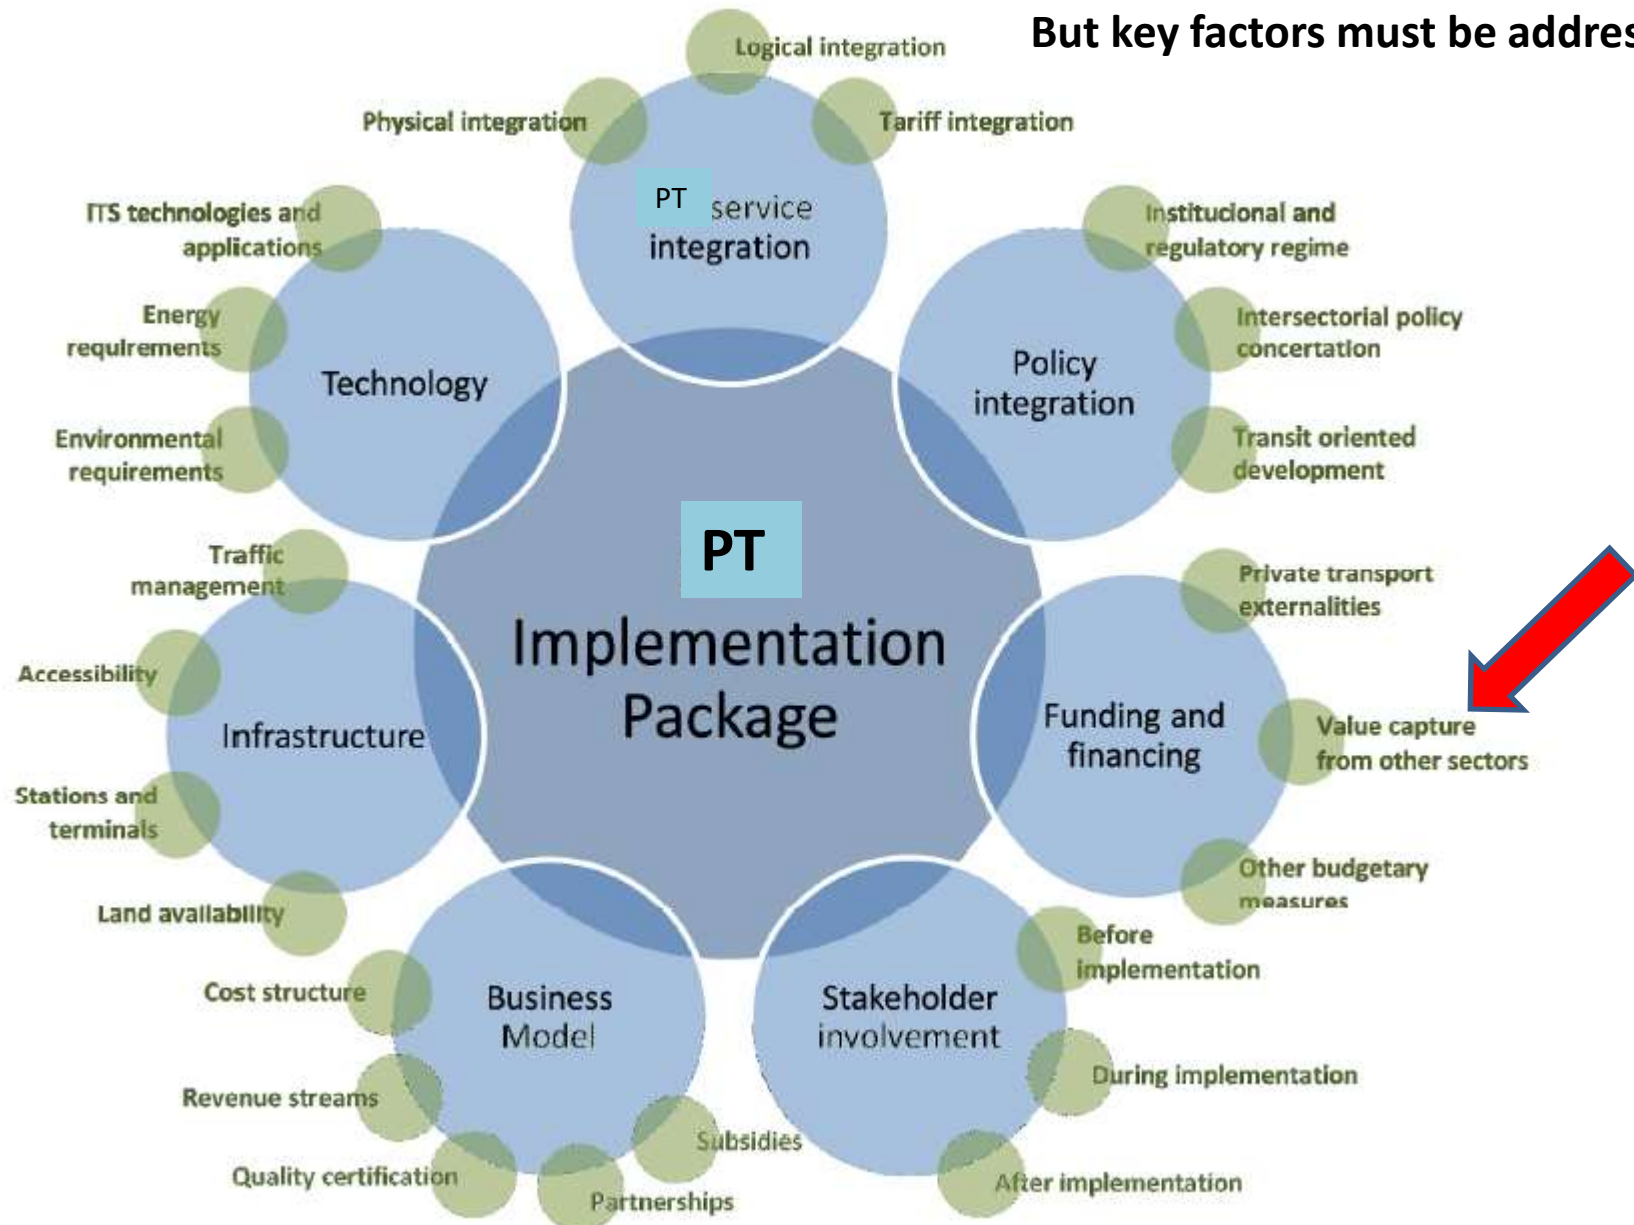 But key factors must be addres
Logical integration
Physical integration
Tariff integration
PT service
integration
ITS technologies and
applications
Energy
requirements
Environmental
requirements
Technology
Institucional and
regulatory regime
Intersectorial policy
concertation
Transit oriented
development
Policy
integration
PT
Implementation
Package
Traffic
management
Accessibility
Stations and
terminals
Land availability
Infrastructure
Private transport
externalities
Value capture
from other sectors
Other budgetary
measures
Funding and
financing
Cost structure
Revenue streams
Quality certification
Partnerships
Subsidies
Business
Model
Stakeholder
involvement
Before
implementation
During implementation
After implementation